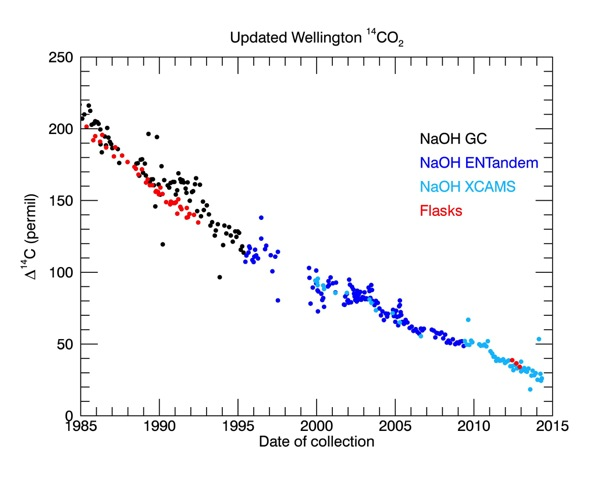 Updated Wellington ¹⁴CO₂
250
200
150
100
50
0
Δ¹⁴C (permil)
NaOH GC
NaOH ENTandem
NaOH XCAMS
Flasks
1985 1990 1995 2000 2005 2010 2015
Date of collection